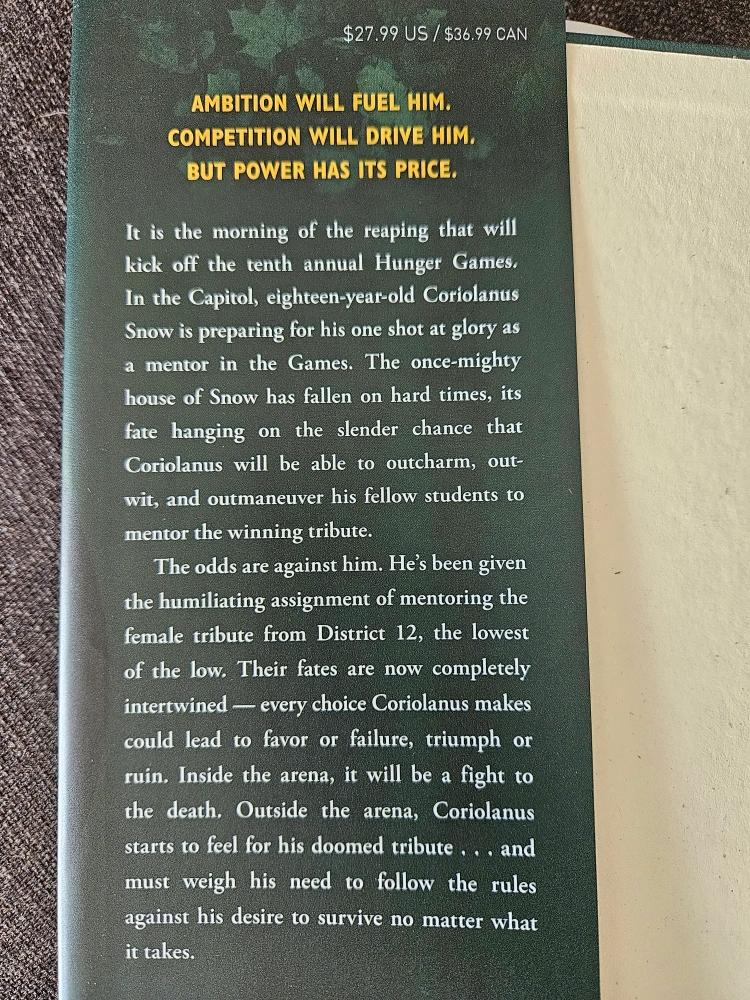 $27.99 US / $36.99 CAN
AMBITION WILL FUEL HIM.
COMPETITION WILL DRIVE HIM.
BUT POWER HAS ITS PRICE.
It is the morning of the reaping that will
kick off the tenth annual Hunger Games.
In the Capitol, eighteen-year-old Coriolanus
Snow is preparing for his one shot at glory as
a mentor in the Games. The once-mighty
house of Snow has fallen on hard times, its
fate hanging on the slender chance that
Coriolanus will be able to outcharm, out-
wit, and outmaneuver his fellow students to
mentor the winning tribute.
The odds are against him. He’s been given
the humiliating assignment of mentoring the
female tribute from District 12, the lowest
of the low. Their fates are now completely
intertwined — every choice Coriolanus makes
could lead to favor or failure, triumph or
ruin. Inside the arena, it will be a fight to
the death. Outside the arena, Coriolanus
starts to feel for his doomed tribute . . . and
must weigh his need to follow the rules
against his desire to survive no matter what
it takes.